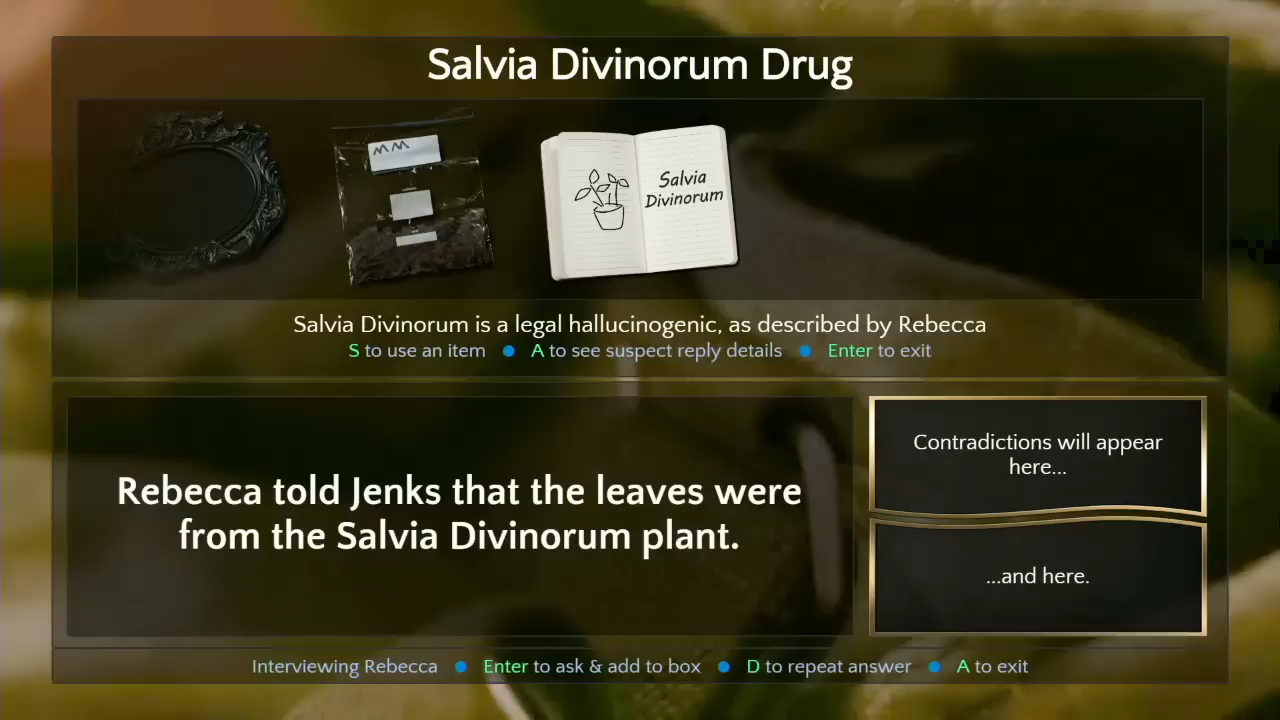 Salvia Divinorum Drug
MM
Salvia
Divinorum
Salvia Divinorum is a legal hallucinogenic, as described by Rebecca
S to use an item ● A to see suspect reply details ● Enter to exit
Rebecca told Jenks that the leaves were
from the Salvia Divinorum plant.
Contradictions will appear
here...
...and here.
Interviewing Rebecca ● Enter to ask & add to box ● D to repeat answer ● A to exit